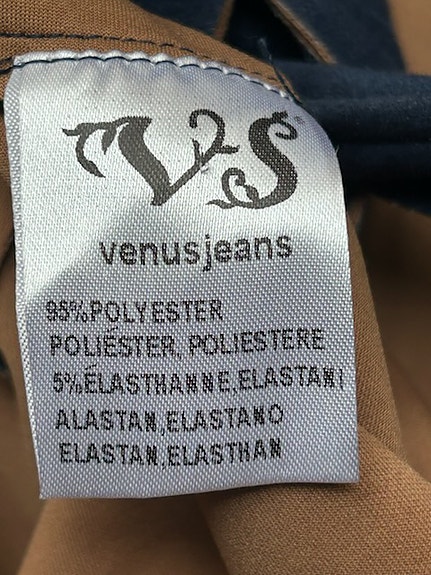 VS
venusjeans
95%POLYESTER
POLIÉSTER, POLIESTERE
5%ÉLASTHANNE,ELASTANI
ALASTAN,ELASTANO
ELASTAN,ELASTHAN